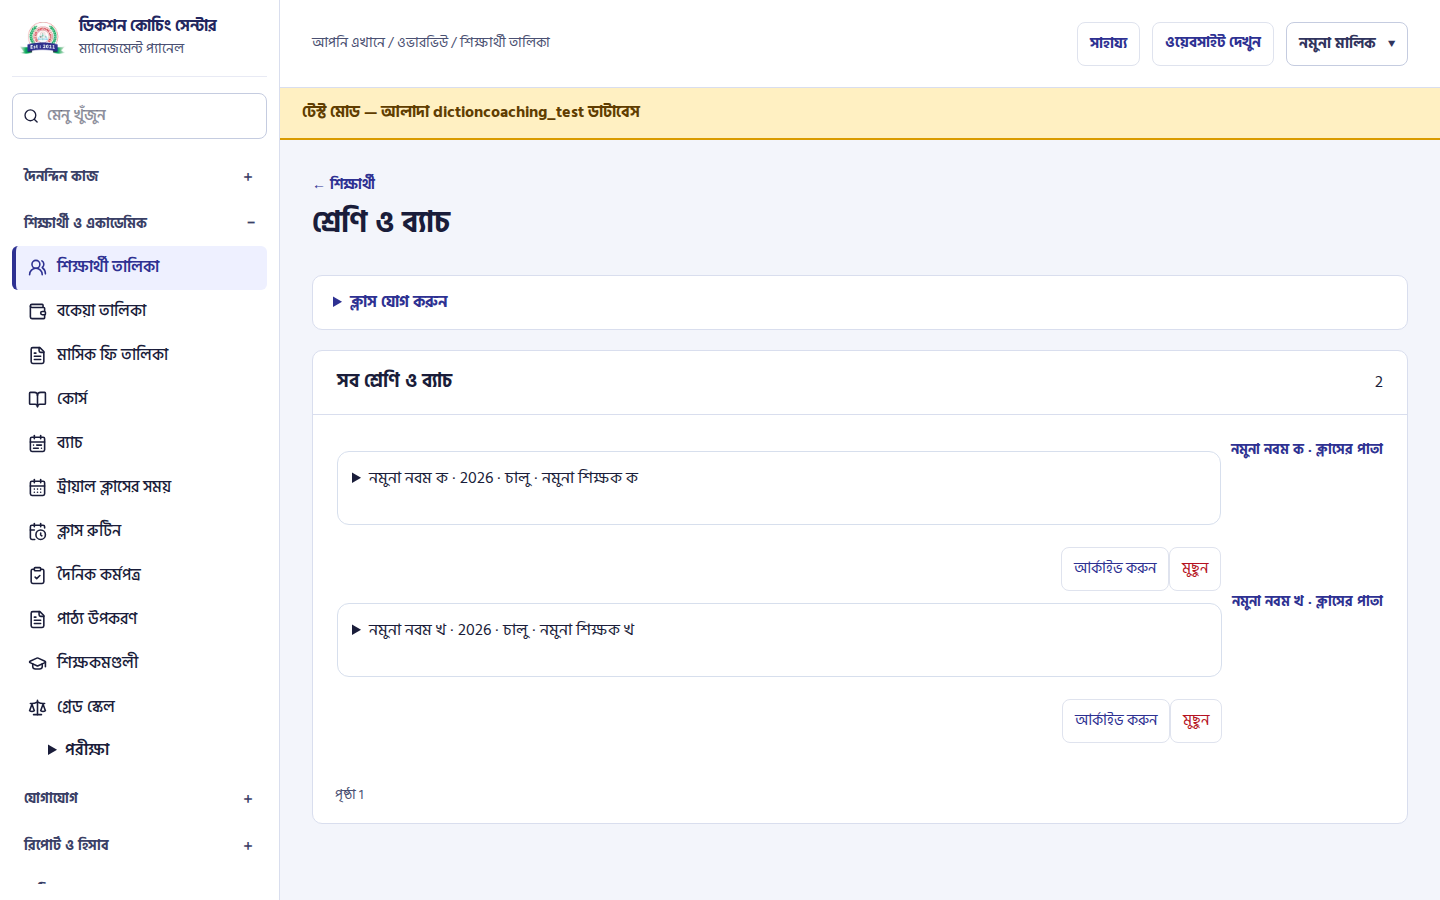 ডিকশন কোচিং সেন্টার
ম্যানেজমেন্ট প্যানেল
Est : 2011
আপনি এখানে / ওভারভিউ / শিক্ষার্থী তালিকা
সাহায্য
ওয়েবসাইট দেখুন
নমুনা মালিক
মেনু খুঁজুন
টেস্ট মোড — আলাদা dictioncoaching_test ডাটাবেস
দৈনন্দিন কাজ +
শিক্ষার্থী ও একাডেমিক −
শিক্ষার্থী তালিকা
বকেয়া তালিকা
মাসিক ফি তালিকা
কোর্স
ব্যাচ
ট্রায়াল ক্লাসের সময়
ক্লাস রুটিন
দৈনিক কর্মপত্র
পাঠ্য উপকরণ
শিক্ষকমণ্ডলী
গ্রেড স্কেল
পরীক্ষা
যোগাযোগ +
রিপোর্ট ও হিসাব +
← শিক্ষার্থী
শ্রেণি ও ব্যাচ
ক্লাস যোগ করুন
সব শ্রেণি ও ব্যাচ 2
নমুনা নবম ক · 2026 · চালু · নমুনা শিক্ষক ক
নমুনা নবম ক · ক্লাসের পাতা
আর্কাইভ করুন মুছুন
নমুনা নবম খ · 2026 · চালু · নমুনা শিক্ষক খ
নমুনা নবম খ · ক্লাসের পাতা
আর্কাইভ করুন মুছুন
পৃষ্ঠা 1